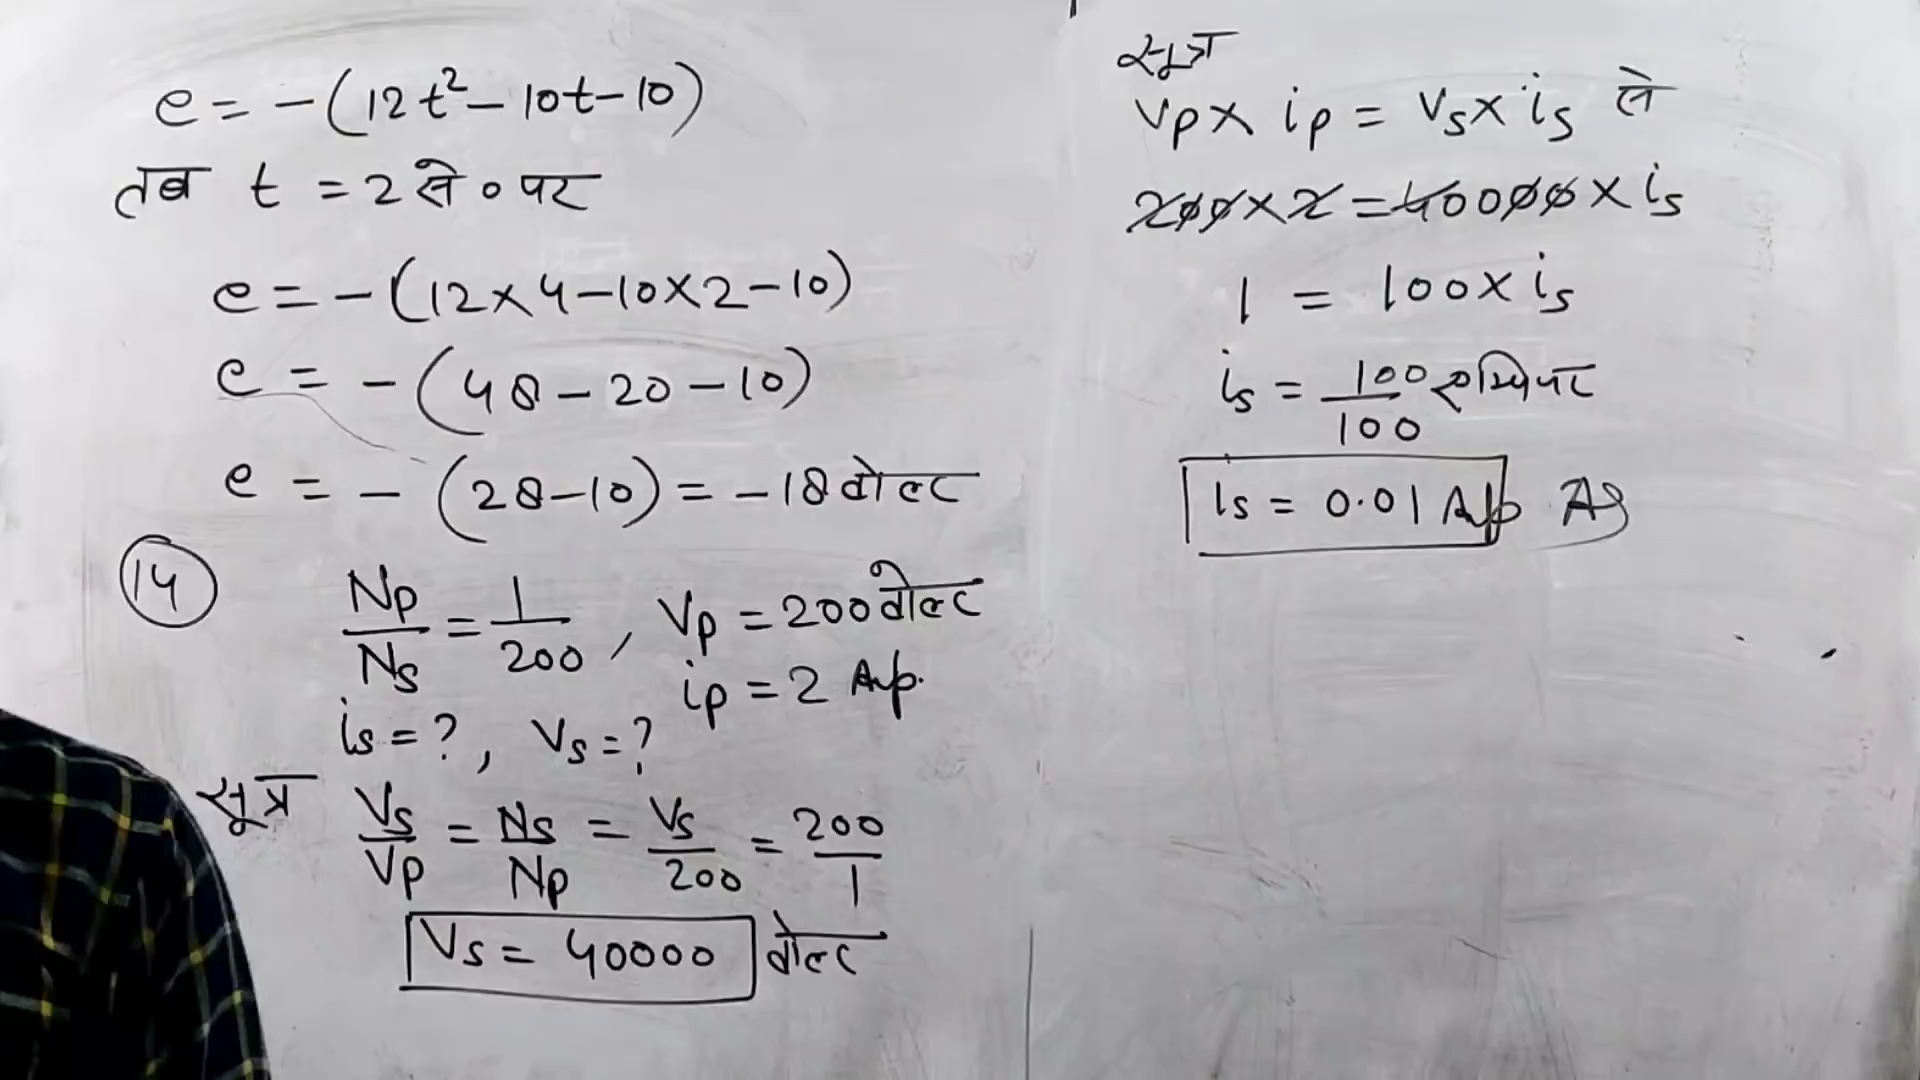 e = -(12t² - 10t - 10)
तब t = 2 से० पर
e = -(12×4-10×2-10)
e = -(48-20-10)
e = -(28-10) = -18 वोल्ट
14
Np/Ns = 1/200, Vp = 200 वोल्ट
ip = 2 Amp.
is = ?, Vs = ?
सूत्र Vs/Vp = Ns/Np = Vs/200 = 200/1
Vs = 40000 वोल्ट
सूत्र
Vp × ip = Vs × is से
200 × 2 = 40000 × is
1 = 100 × is
is = 100/100 एम्पियर
is = 0.01 Amp